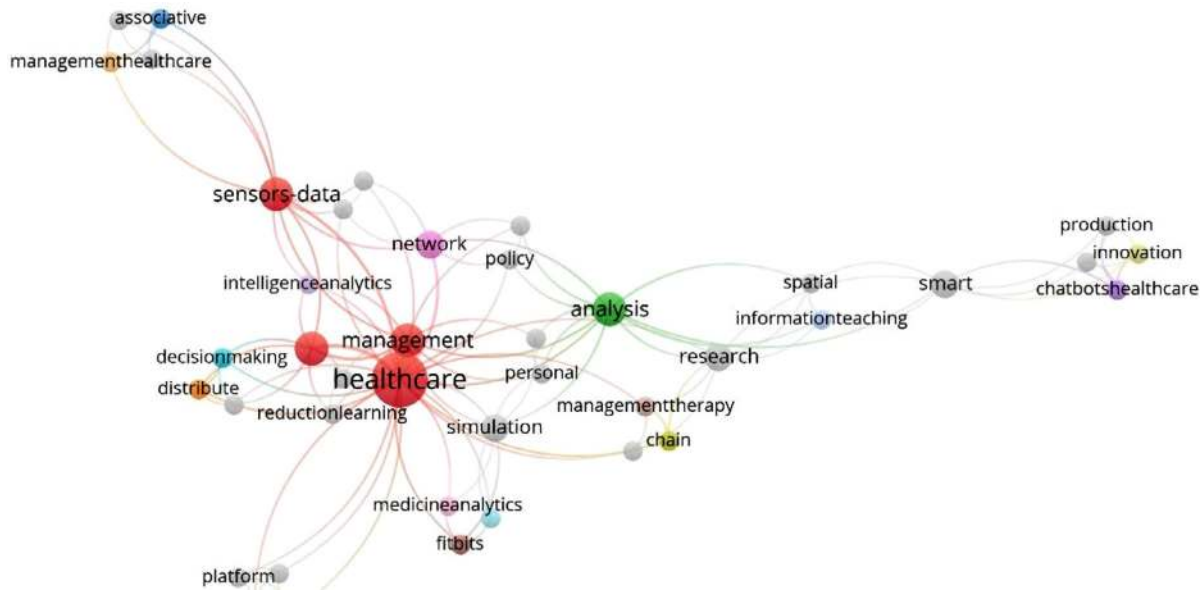 associative
managementhealthcare
sensors-data
network
policy
intelligenceanalytics
production
innovation
spatial
smart
chatbotshealthcare
analysis
informationteaching
management
decisionmaking
research
healthcare
personal
distribute
reductionlearning
managementtherapy
simulation
chain
medicineanalytics
fitbits
platform